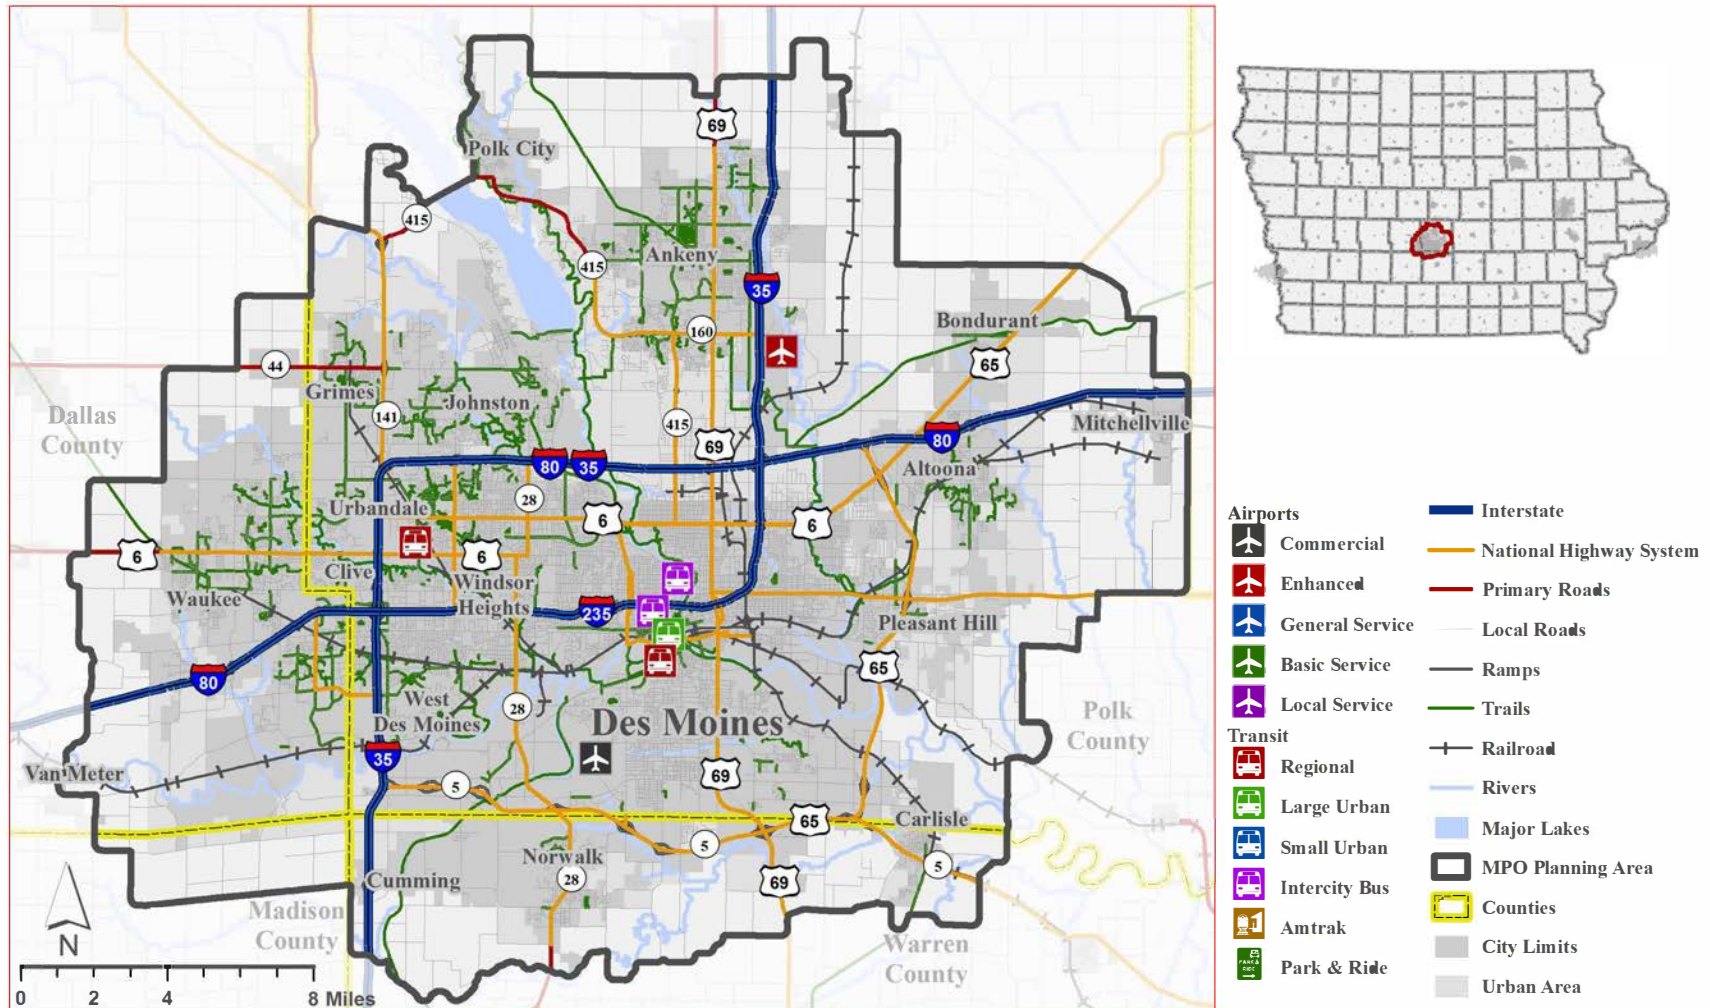 69
Polk City
415
Ankeny
415
35
Bondurant
160
65
44
Grimes
Johnston
Dallas
County
141
415
69
Mitchellville
80
80
35
Altoona
28
Urbandale
6
6
6
6
Clive
Windsor
Heights
Waukee
235
Pleasant Hill
65
80
West
Des Moines
28
Des Moines
Polk
County
35
Van Meter
69
5
65
Carlisle
5
Norwalk
5
28
69
Cumming
Madison
County
Warren
County
N
0 2 4 8 Miles
Airports
Commercial
Enhanced
General Service
Basic Service
Local Service
Transit
Regional
Large Urban
Small Urban
Intercity Bus
Amtrak
PARK &
RIDE
Park & Ride
Interstate
National Highway System
Primary Roads
Local Roads
Ramps
Trails
Railroad
Rivers
Major Lakes
MPO Planning Area
Counties
City Limits
Urban Area